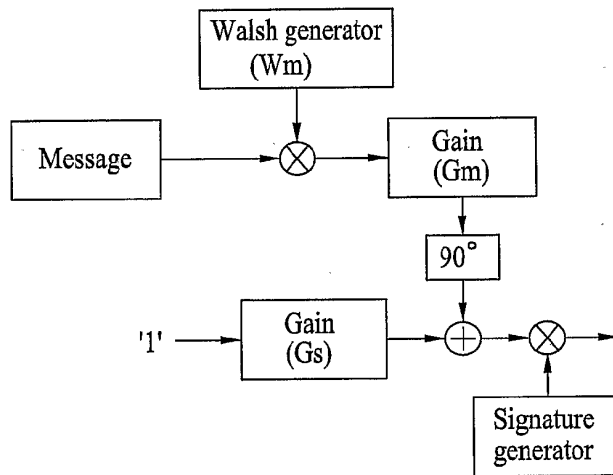 Walsh generator
(Wm)
Message
Gain
(Gm)
90°
'1'
Gain
(Gs)
Signature
generator